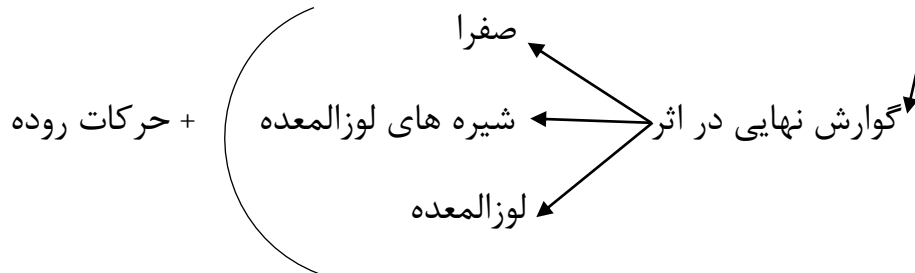 صفرا
گوارش نهایی در اثر شیره های لوزالمعده + حرکات روده
لوزالمعده